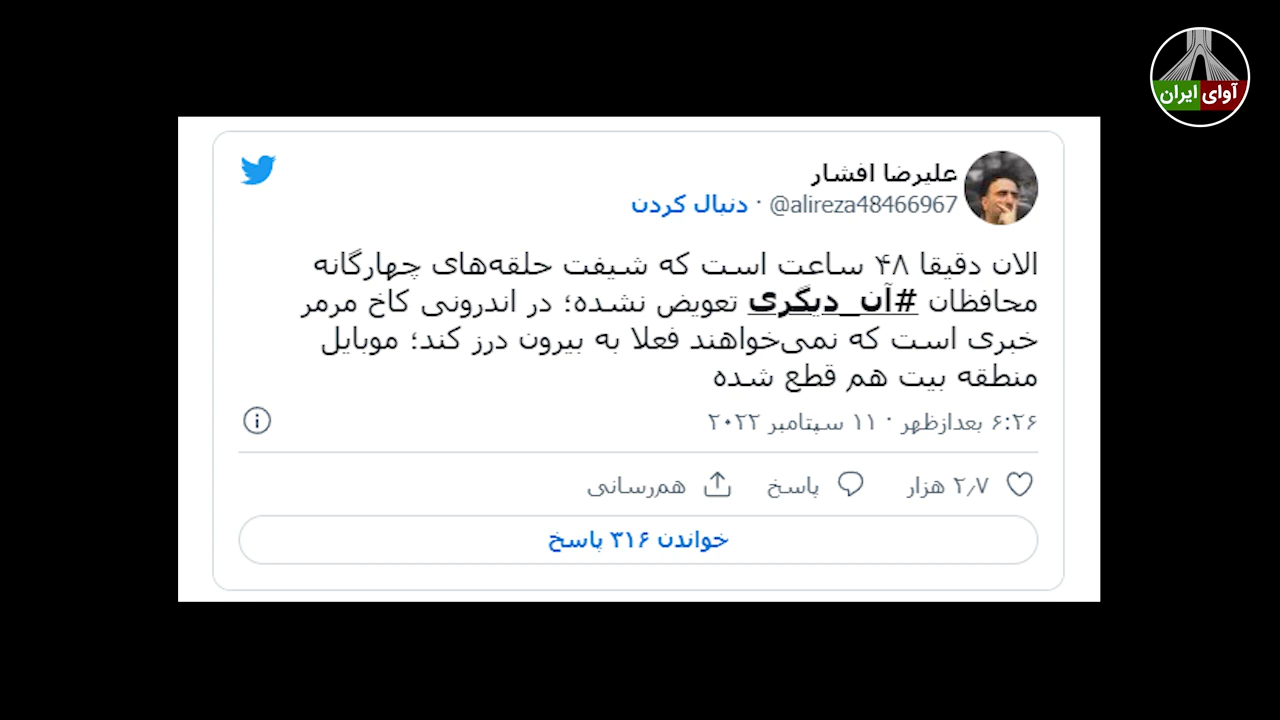 آوای ایران
علیرضا افشار
@alireza48466967 · دنبال کردن
الان دقیقا ۴۸ ساعت است که شیفت حلقه‌های چهارگانه
محافظان #آن_دیگری تعویض نشده؛ در اندرونی کاخ مرمر
خبری است که نمی‌خواهند فعلا به بیرون درز کند؛ موبایل
منطقه بیت هم قطع شده
۶:۲۶ بعدازظهر · ۱۱ سپتامبر ۲۰۲۲
۲٫۷ هزار پاسخ هم‌رسانی
خواندن ۳۱۶ پاسخ